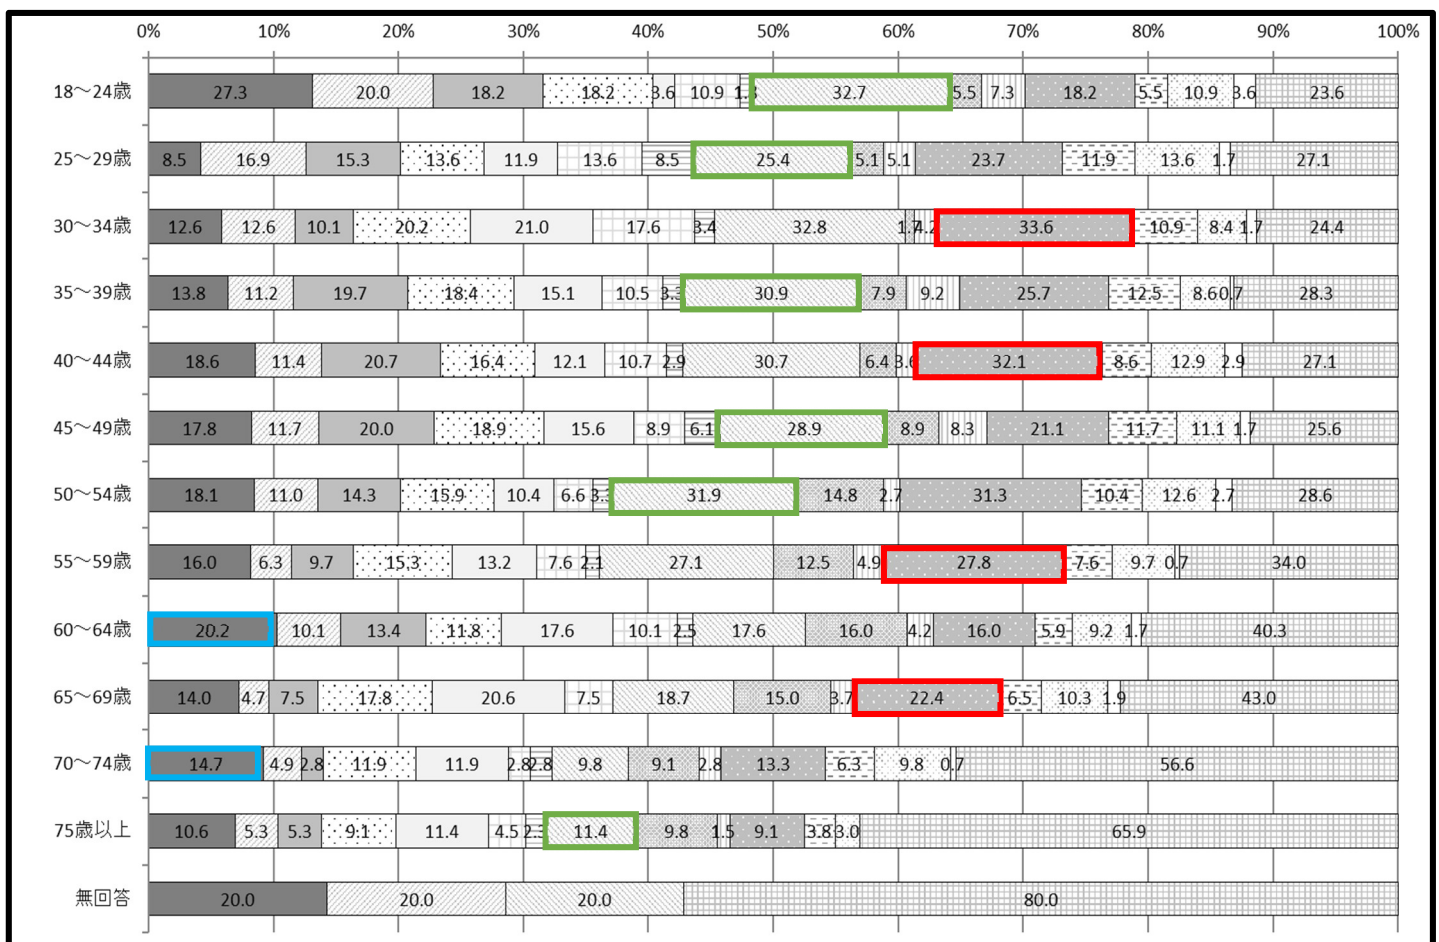 0% 10% 20% 30% 40% 50% 60% 70% 80% 90% 100%
18～24歳 27.3 20.0 18.2 18.2 3.6 10.9 1.8 32.7 5.5 7.3 18.2 5.5 10.9 3.6 23.6
25～29歳 8.5 16.9 15.3 13.6 11.9 13.6 8.5 25.4 5.1 5.1 23.7 11.9 13.6 1.7 27.1
30～34歳 12.6 12.6 10.1 20.2 21.0 17.6 3.4 32.8 1.7 4.2 33.6 10.9 8.4 1.7 24.4
35～39歳 13.8 11.2 19.7 18.4 15.1 10.5 3.3 30.9 7.9 9.2 25.7 12.5 8.6 0.7 28.3
40～44歳 18.6 11.4 20.7 16.4 12.1 10.7 2.9 30.7 6.4 3.6 32.1 8.6 12.9 2.9 27.1
45～49歳 17.8 11.7 20.0 18.9 15.6 8.9 6.1 28.9 8.9 8.3 21.1 11.7 11.1 1.7 25.6
50～54歳 18.1 11.0 14.3 15.9 10.4 6.6 3.3 31.9 14.8 2.7 31.3 10.4 12.6 2.7 28.6
55～59歳 16.0 6.3 9.7 15.3 13.2 7.6 2.1 27.1 12.5 4.9 27.8 7.6 9.7 0.7 34.0
60～64歳 20.2 10.1 13.4 11.8 17.6 10.1 2.5 17.6 16.0 4.2 16.0 5.9 9.2 1.7 40.3
65～69歳 14.0 4.7 7.5 17.8 20.6 7.5 18.7 15.0 3.7 22.4 6.5 10.3 1.9 43.0
70～74歳 14.7 4.9 2.8 11.9 11.9 2.8 2.8 9.8 9.1 2.8 13.3 6.3 9.8 0.7 56.6
75歳以上 10.6 5.3 5.3 9.1 11.4 4.5 2.3 11.4 9.8 1.5 9.1 3.8 3.0 65.9
無回答 20.0 20.0 20.0 80.0